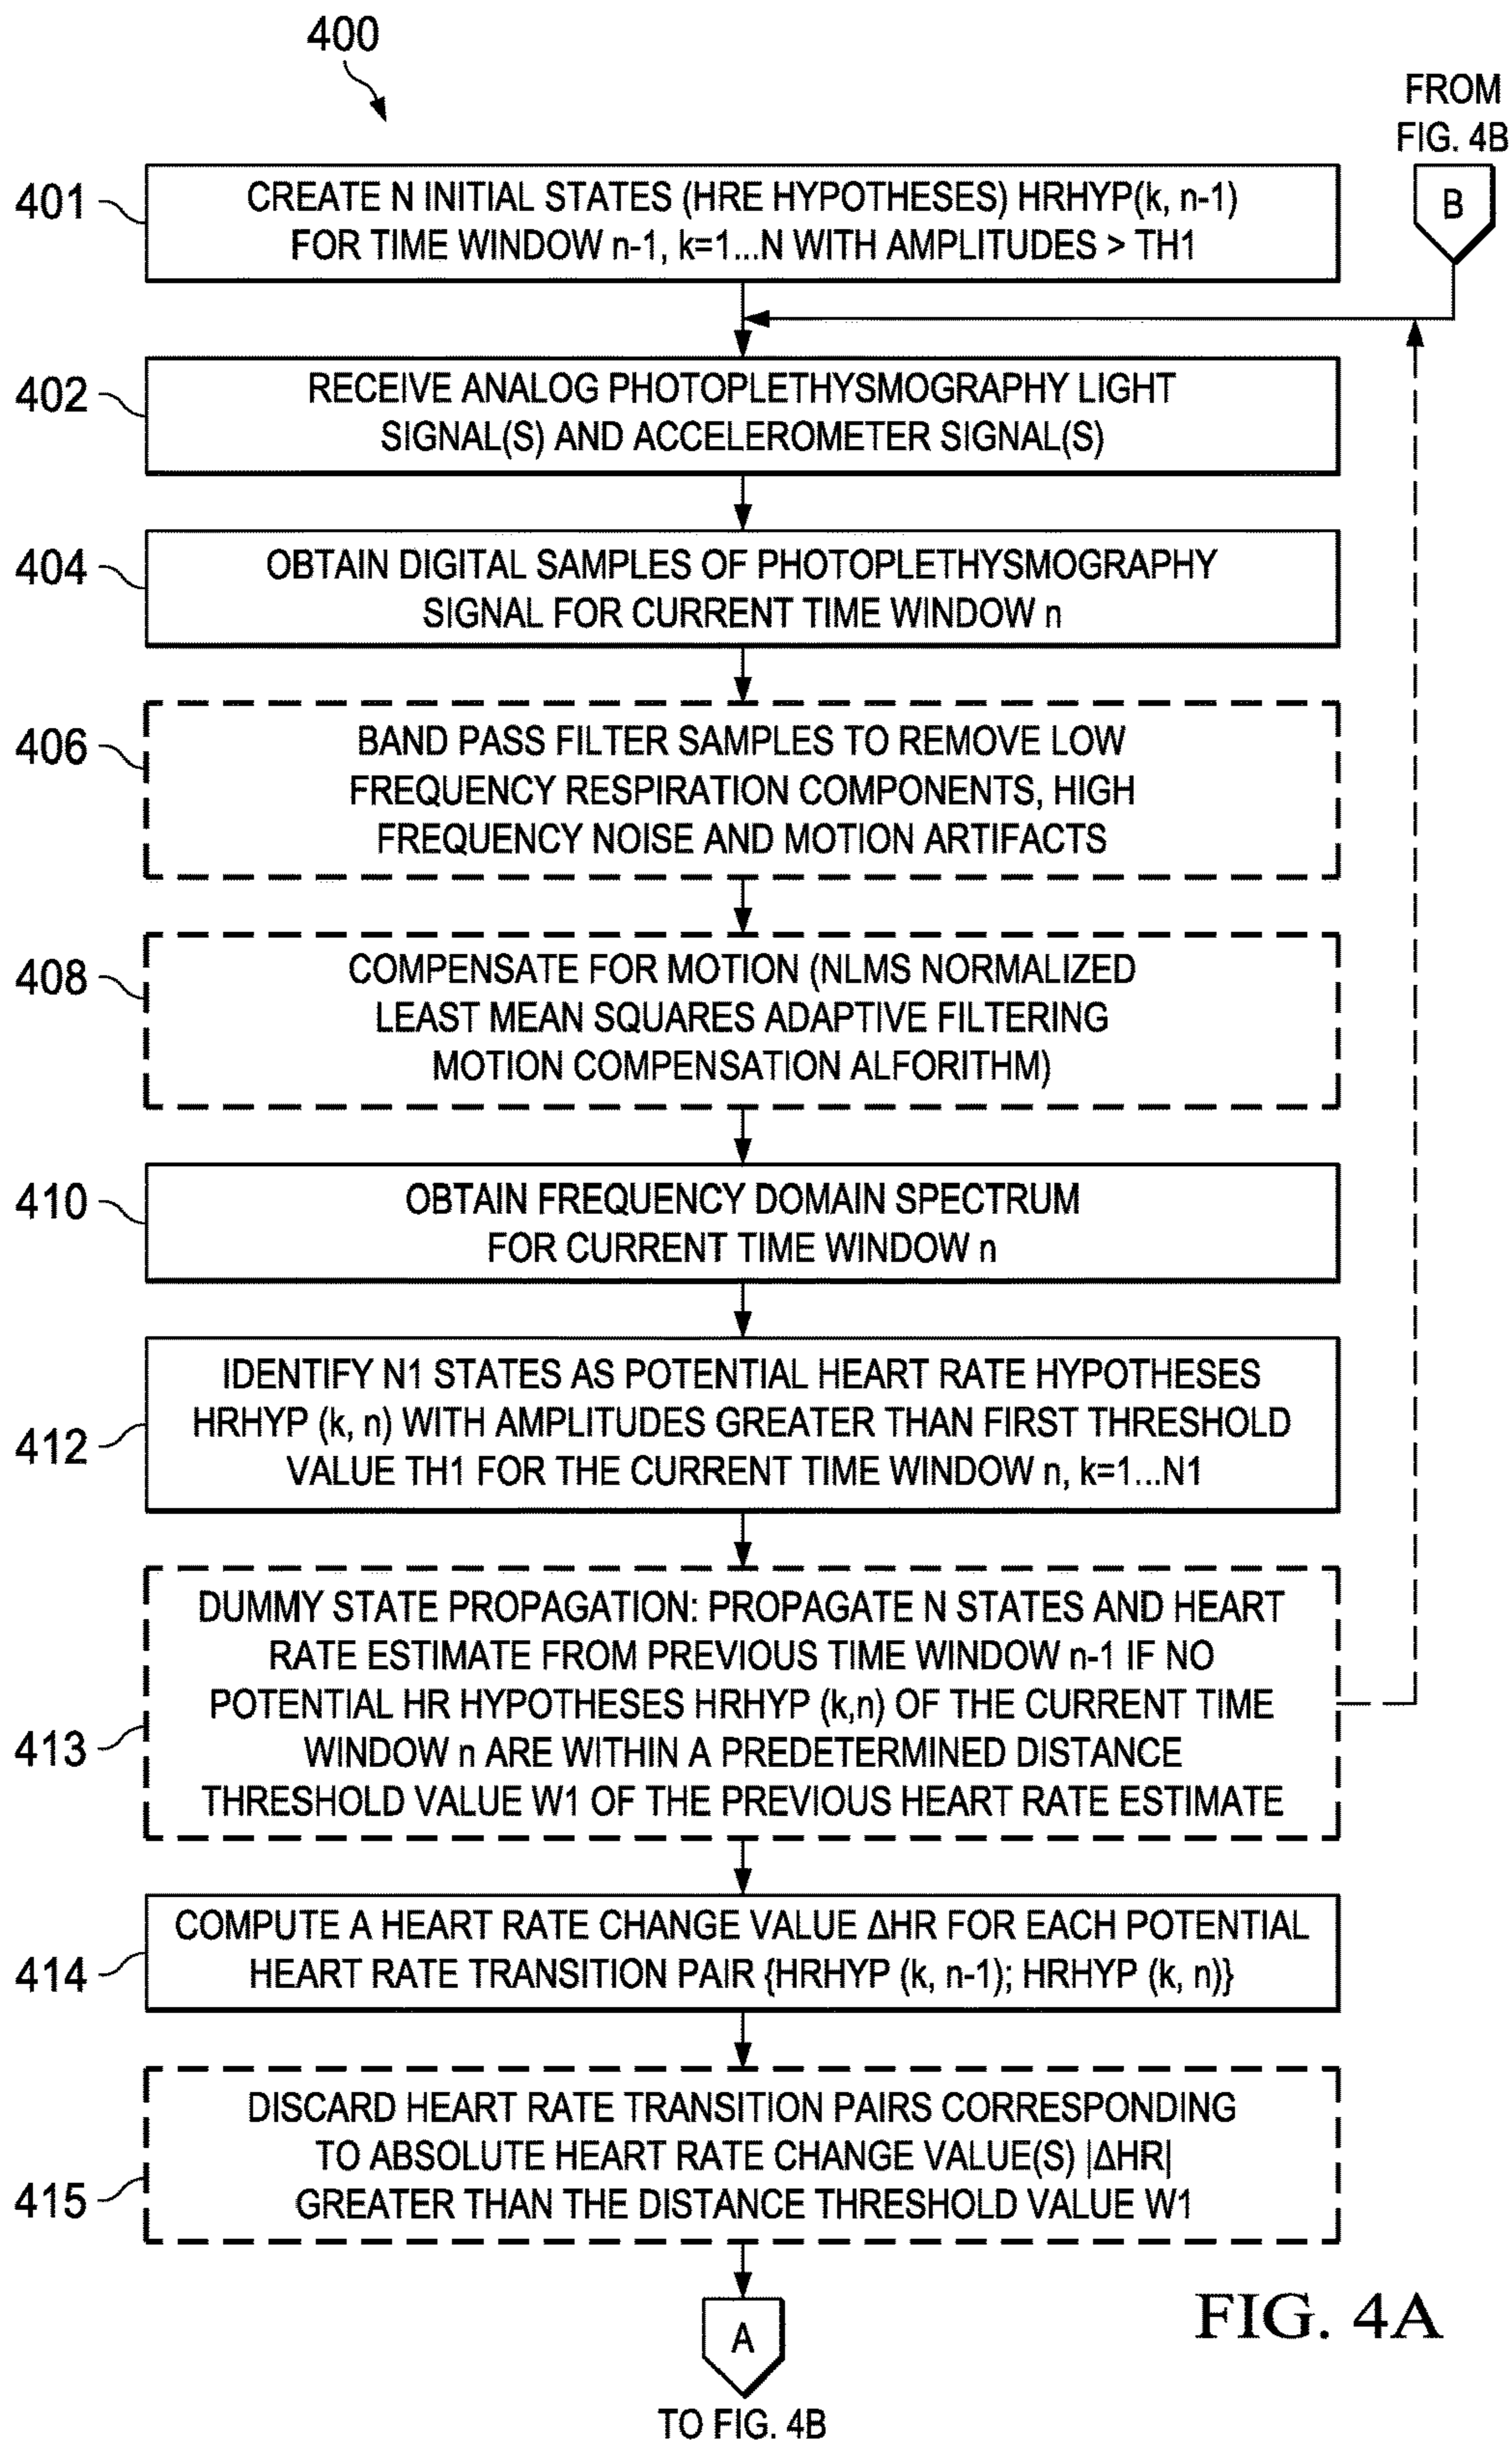 400
FROM
FIG. 4B
B
401
CREATE N INITIAL STATES (HRE HYPOTHESES) HRHYP(k, n-1)
FOR TIME WINDOW n-1, k=1...N WITH AMPLITUDES > TH1
402
RECEIVE ANALOG PHOTOPLETHYSMOGRAPHY LIGHT
SIGNAL(S) AND ACCELEROMETER SIGNAL(S)
404
OBTAIN DIGITAL SAMPLES OF PHOTOPLETHYSMOGRAPHY
SIGNAL FOR CURRENT TIME WINDOW n
406
BAND PASS FILTER SAMPLES TO REMOVE LOW
FREQUENCY RESPIRATION COMPONENTS, HIGH
FREQUENCY NOISE AND MOTION ARTIFACTS
408
COMPENSATE FOR MOTION (NLMS NORMALIZED
LEAST MEAN SQUARES ADAPTIVE FILTERING
MOTION COMPENSATION ALFORITHM)
410
OBTAIN FREQUENCY DOMAIN SPECTRUM
FOR CURRENT TIME WINDOW n
412
IDENTIFY N1 STATES AS POTENTIAL HEART RATE HYPOTHESES
HRHYP (k, n) WITH AMPLITUDES GREATER THAN FIRST THRESHOLD
VALUE TH1 FOR THE CURRENT TIME WINDOW n, k=1...N1
413
DUMMY STATE PROPAGATION: PROPAGATE N STATES AND HEART
RATE ESTIMATE FROM PREVIOUS TIME WINDOW n-1 IF NO
POTENTIAL HR HYPOTHESES HRHYP (k,n) OF THE CURRENT TIME
WINDOW n ARE WITHIN A PREDETERMINED DISTANCE
THRESHOLD VALUE W1 OF THE PREVIOUS HEART RATE ESTIMATE
414
COMPUTE A HEART RATE CHANGE VALUE ΔHR FOR EACH POTENTIAL
HEART RATE TRANSITION PAIR {HRHYP (k, n-1); HRHYP (k, n)}
415
DISCARD HEART RATE TRANSITION PAIRS CORRESPONDING
TO ABSOLUTE HEART RATE CHANGE VALUE(S) |ΔHR|
GREATER THAN THE DISTANCE THRESHOLD VALUE W1
A
TO FIG. 4B
FIG. 4A